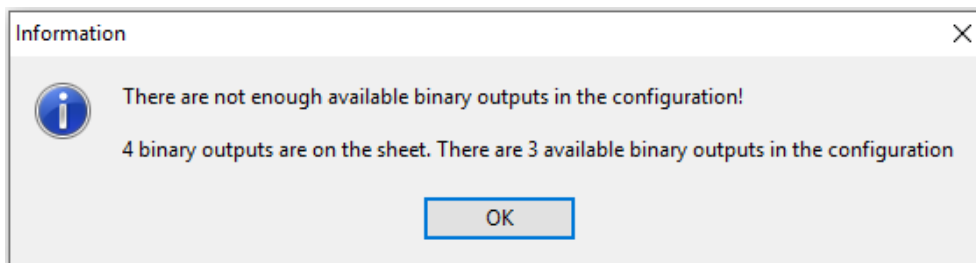 Information
There are not enough available binary outputs in the configuration!
4 binary outputs are on the sheet. There are 3 available binary outputs in the configuration
OK